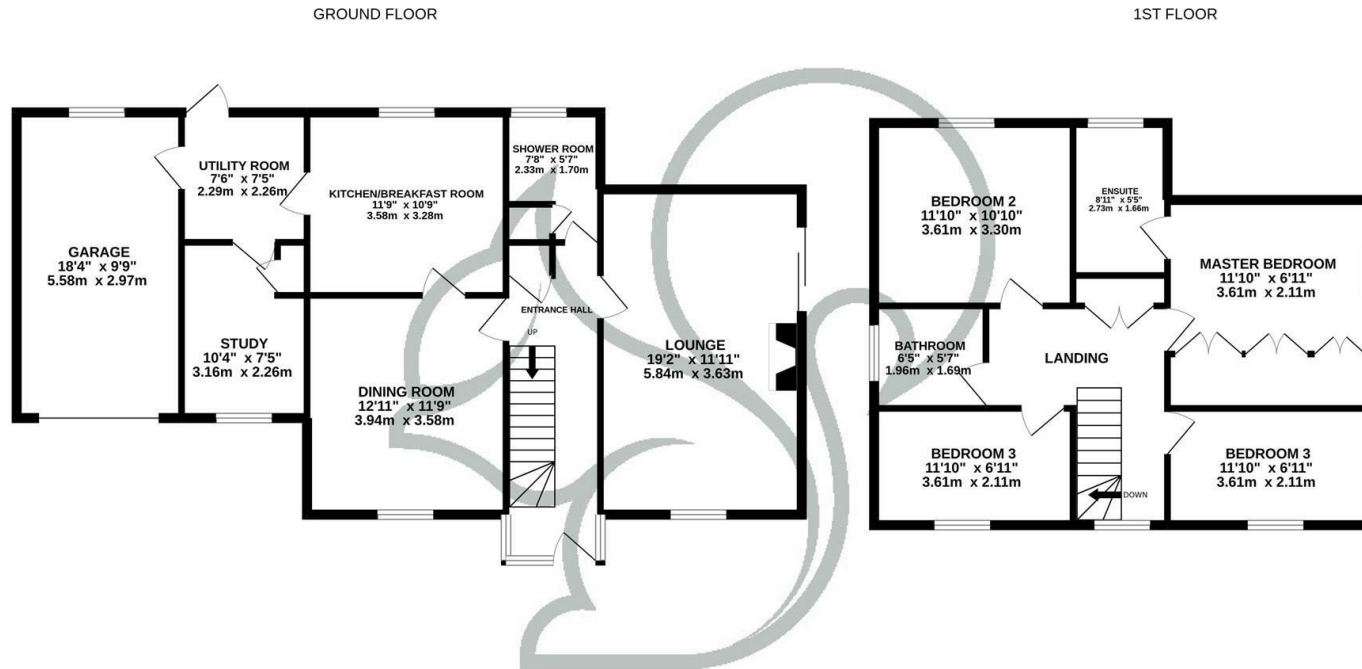 GROUND FLOOR
1ST FLOOR
UTILITY ROOM
7'6" x 7'5"
2.29m x 2.26m
KITCHEN/BREAKFAST ROOM
11'9" x 10'9"
3.58m x 3.28m
SHOWER ROOM
7'8" x 5'7"
2.33m x 1.70m
GARAGE
18'4" x 9'9"
5.58m x 2.97m
STUDY
10'4" x 7'5"
3.16m x 2.26m
DINING ROOM
12'11" x 11'9"
3.94m x 3.58m
ENTRANCE HALL
UP
LOUNGE
19'2" x 11'11"
5.84m x 3.63m
BEDROOM 2
11'10" x 10'10"
3.61m x 3.30m
ENSUITE
8'11" x 5'5"
2.73m x 1.66m
MASTER BEDROOM
11'10" x 6'11"
3.61m x 2.11m
BATHROOM
6'5" x 5'7"
1.96m x 1.69m
LANDING
BEDROOM 3
11'10" x 6'11"
3.61m x 2.11m
DOWN
BEDROOM 3
11'10" x 6'11"
3.61m x 2.11m